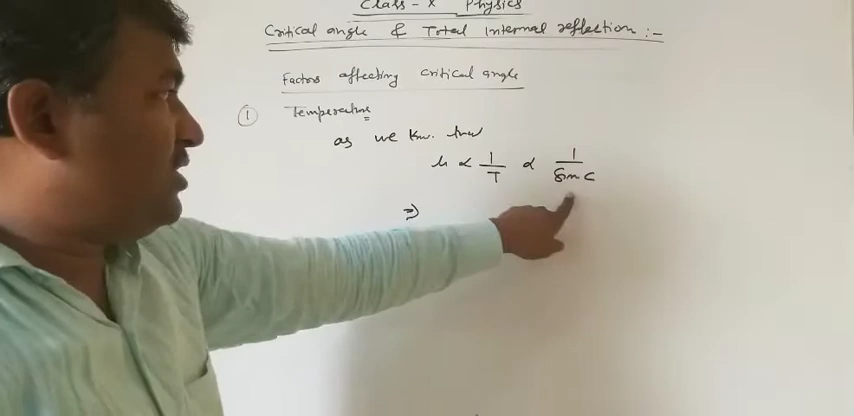 Class - X Physics
Critical angle & Total Internal reflection :-
Factors affecting critical angle
① Temperature
as we kn. that
μ ∝ 1/T ∝ 1/Sin C
⇒